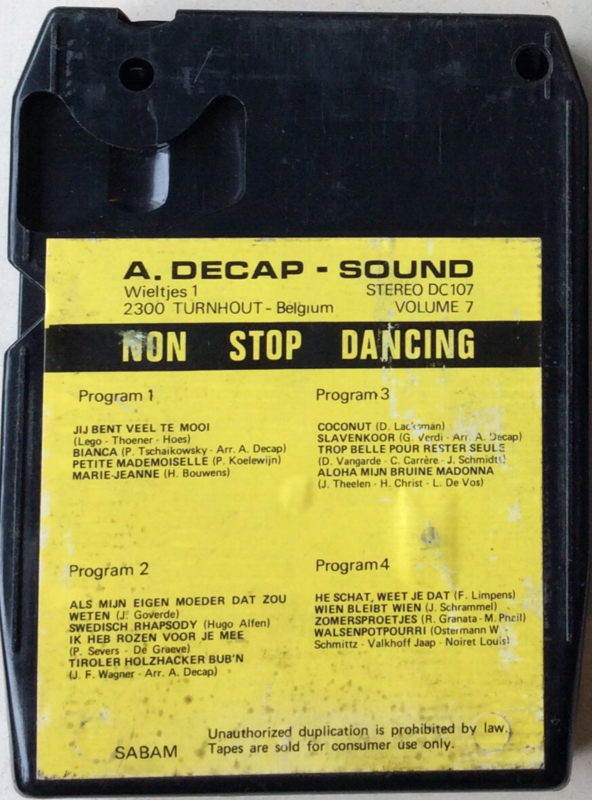 A. DECAP - SOUND
Wieltjes 1
STEREO DC107
2300 TURNHOUT - Belgium
VOLUME 7
NON STOP DANCING
Program 1
JIJ BENT VEEL TE MOOI
(Lego - Thoener - Hoes)
BIANCA (P. Tschaikowsky - Arr. A. Decap)
PETITE MADEMOISELLE (P. Koelewijn)
MARIE-JEANNE (H. Bouwens)
Program 2
ALS MIJN EIGEN MOEDER DAT ZOU
WETEN (J. Goverde)
SWEDISCH RHAPSODY (Hugo Alfen)
IK HEB ROZEN VOOR JE MEE
(P. Severs - De Graeve)
TIROLER HOLZHACKER BUB'N
(J. F. Wagner - Arr. A. Decap)
Program 3
COCONUT (D. Lacksman)
SLAVENKOOR (G. Verdi - Arr. A. Decap)
TROP BELLE POUR RESTER SEULE
(D. Vangarde - C. Carrère - J. Schmidt)
ALOHA MIJN BRUINE MADONNA
(J. Theelen - H. Christ - L. De Vos)
Program 4
HE SCHAT, WEET JE DAT (F. Limpens)
WIEN BLEIBT WIEN (J. Schrammel)
ZOMERSPROETJES (R. Granata - M.
WALSENPOTPOURRI (Ostermann W -
Schmittz - Valkhoff Jaap - Noiret Louis)
Unauthorized duplication is prohibited by law.
SABAM
Tapes are sold for consumer use only.